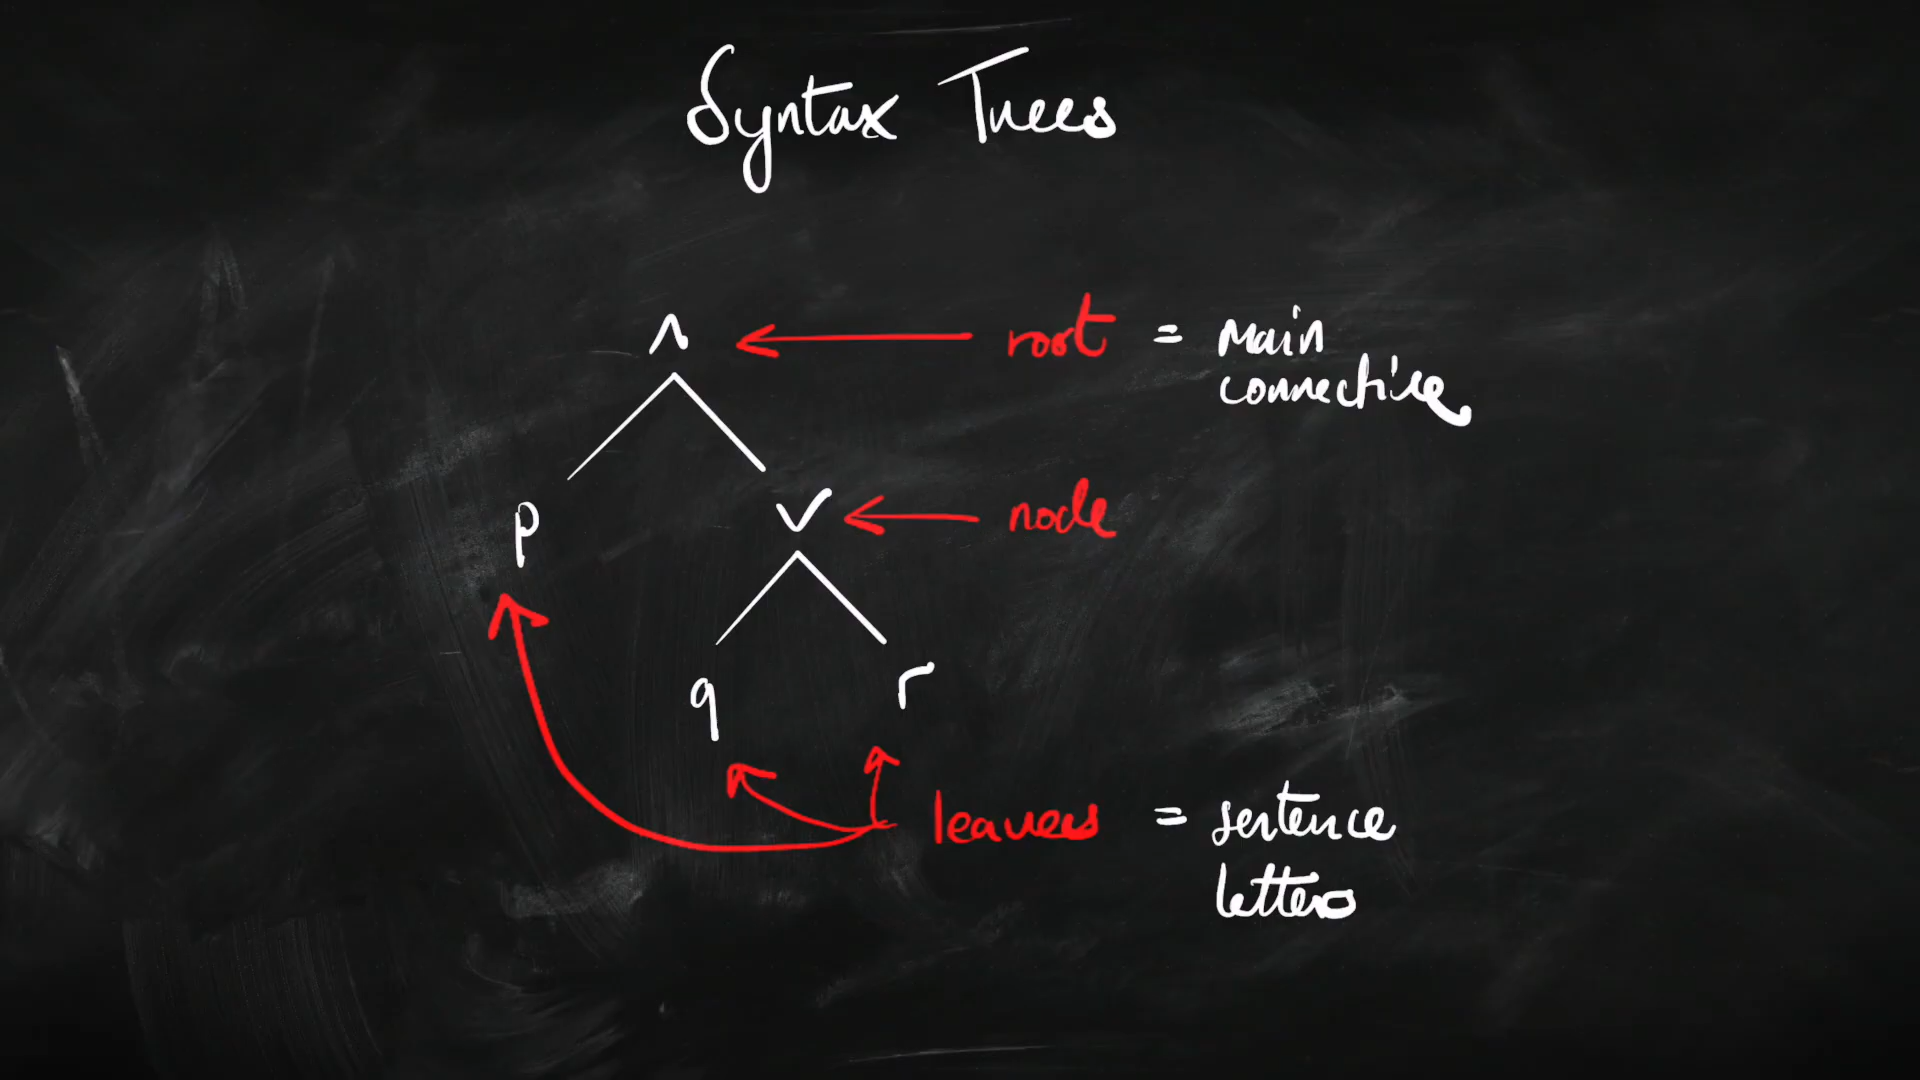 Syntax Trees
∧ root = main
connective
p ∨ node
q r
leaves = sentence
letters